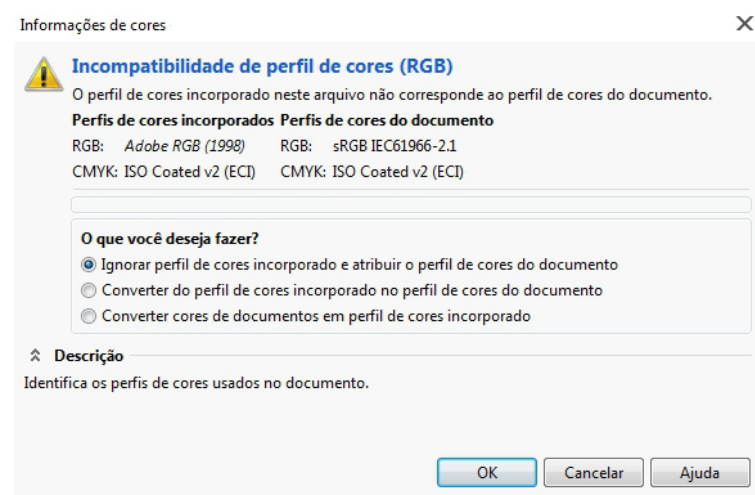 Informações de cores
Incompatibilidade de perfil de cores (RGB)
O perfil de cores incorporado neste arquivo não corresponde ao perfil de cores do documento.
Perfis de cores incorporados Perfis de cores do documento
RGB: Adobe RGB (1998) RGB: sRGB IEC61966-2.1
CMYK: ISO Coated v2 (ECI) CMYK: ISO Coated v2 (ECI)
O que você deseja fazer?
Ignorar perfil de cores incorporado e atribuir o perfil de cores do documento
Converter do perfil de cores incorporado no perfil de cores do documento
Converter cores de documentos em perfil de cores incorporado
Descrição
Identifica os perfis de cores usados no documento.
OK Cancelar Ajuda